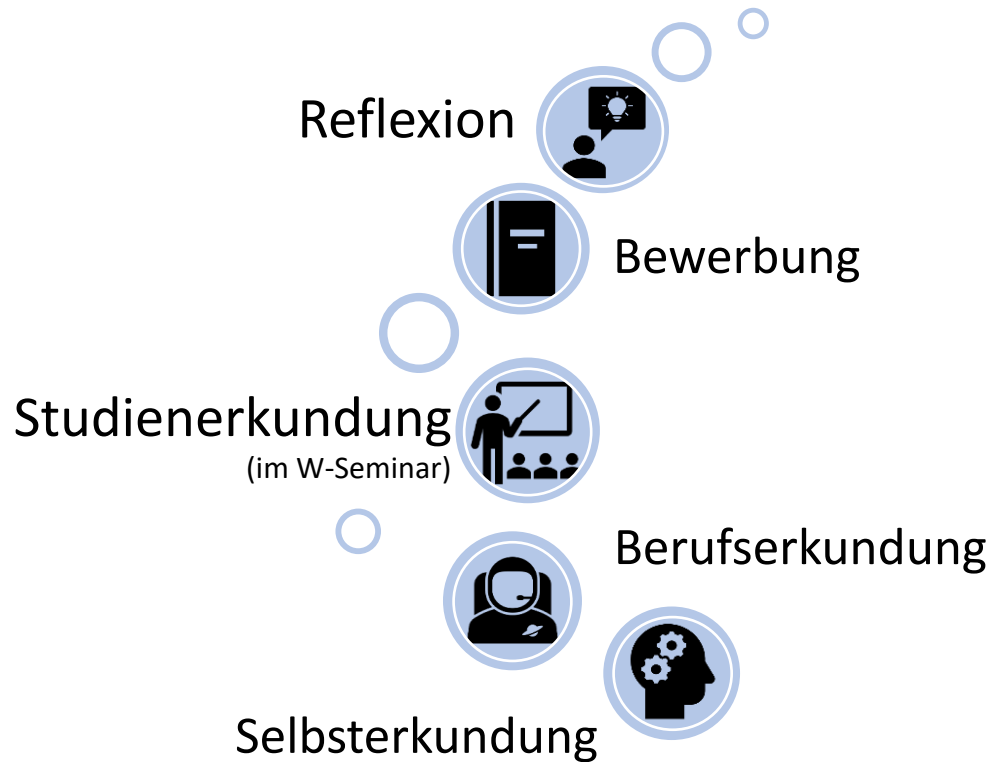 Reflexion
Bewerbung
Studienerkundung
(im W-Seminar)
Berufserkundung
Selbsterkundung